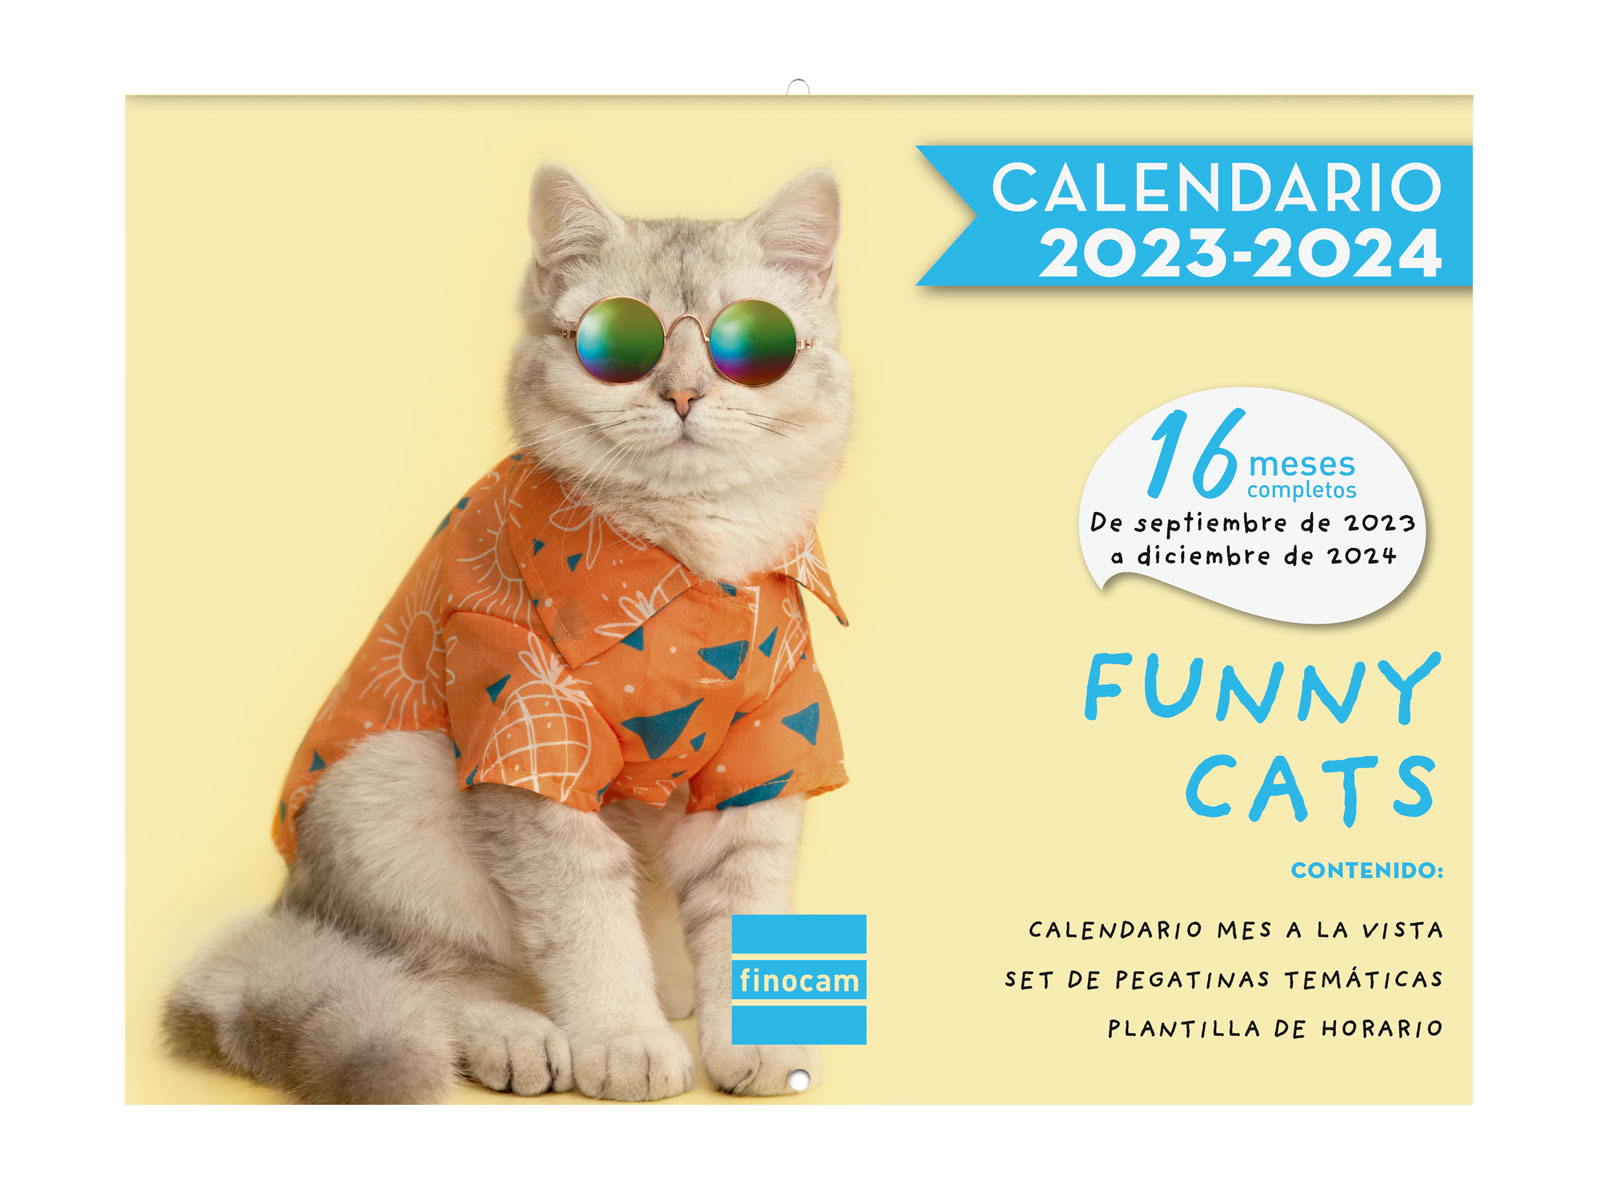 CALENDARIO
2023-2024
16 meses
completos
De septiembre de 2023
a diciembre de 2024
FUNNY
CATS
CONTENIDO:
CALENDARIO MES A LA VISTA
SET DE PEGATINAS TEMÁTICAS
PLANTILLA DE HORARIO
finocam